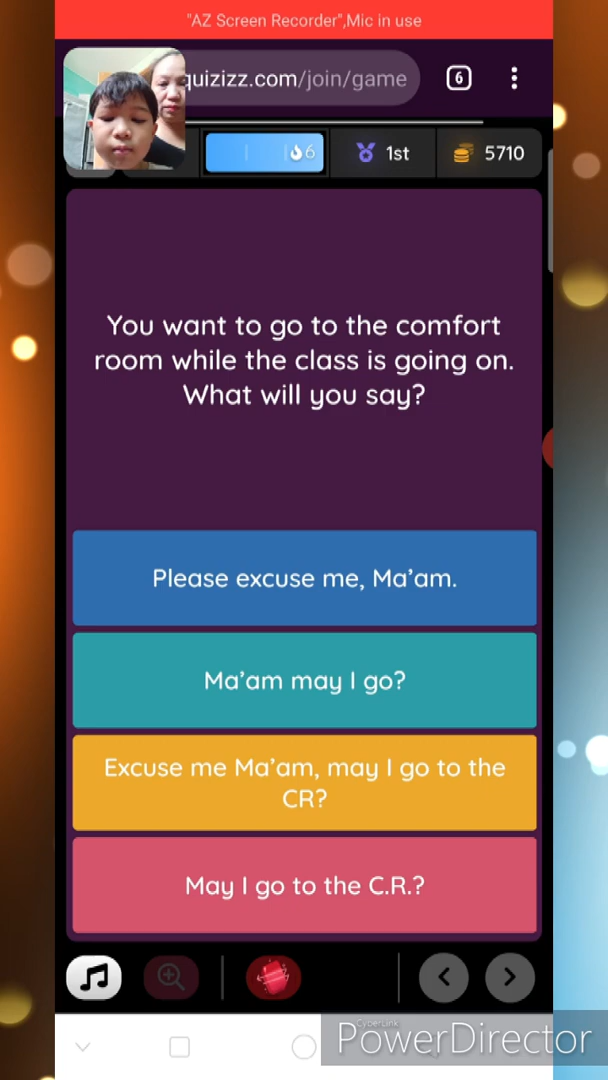 "AZ Screen Recorder",Mic in use
quizizz.com/join/game
6
6
1st
5710
You want to go to the comfort
room while the class is going on.
What will you say?
Please excuse me, Ma’am.
Ma’am may I go?
Excuse me Ma’am, may I go to the
CR?
May I go to the C.R.?
CyberLink
PowerDirector